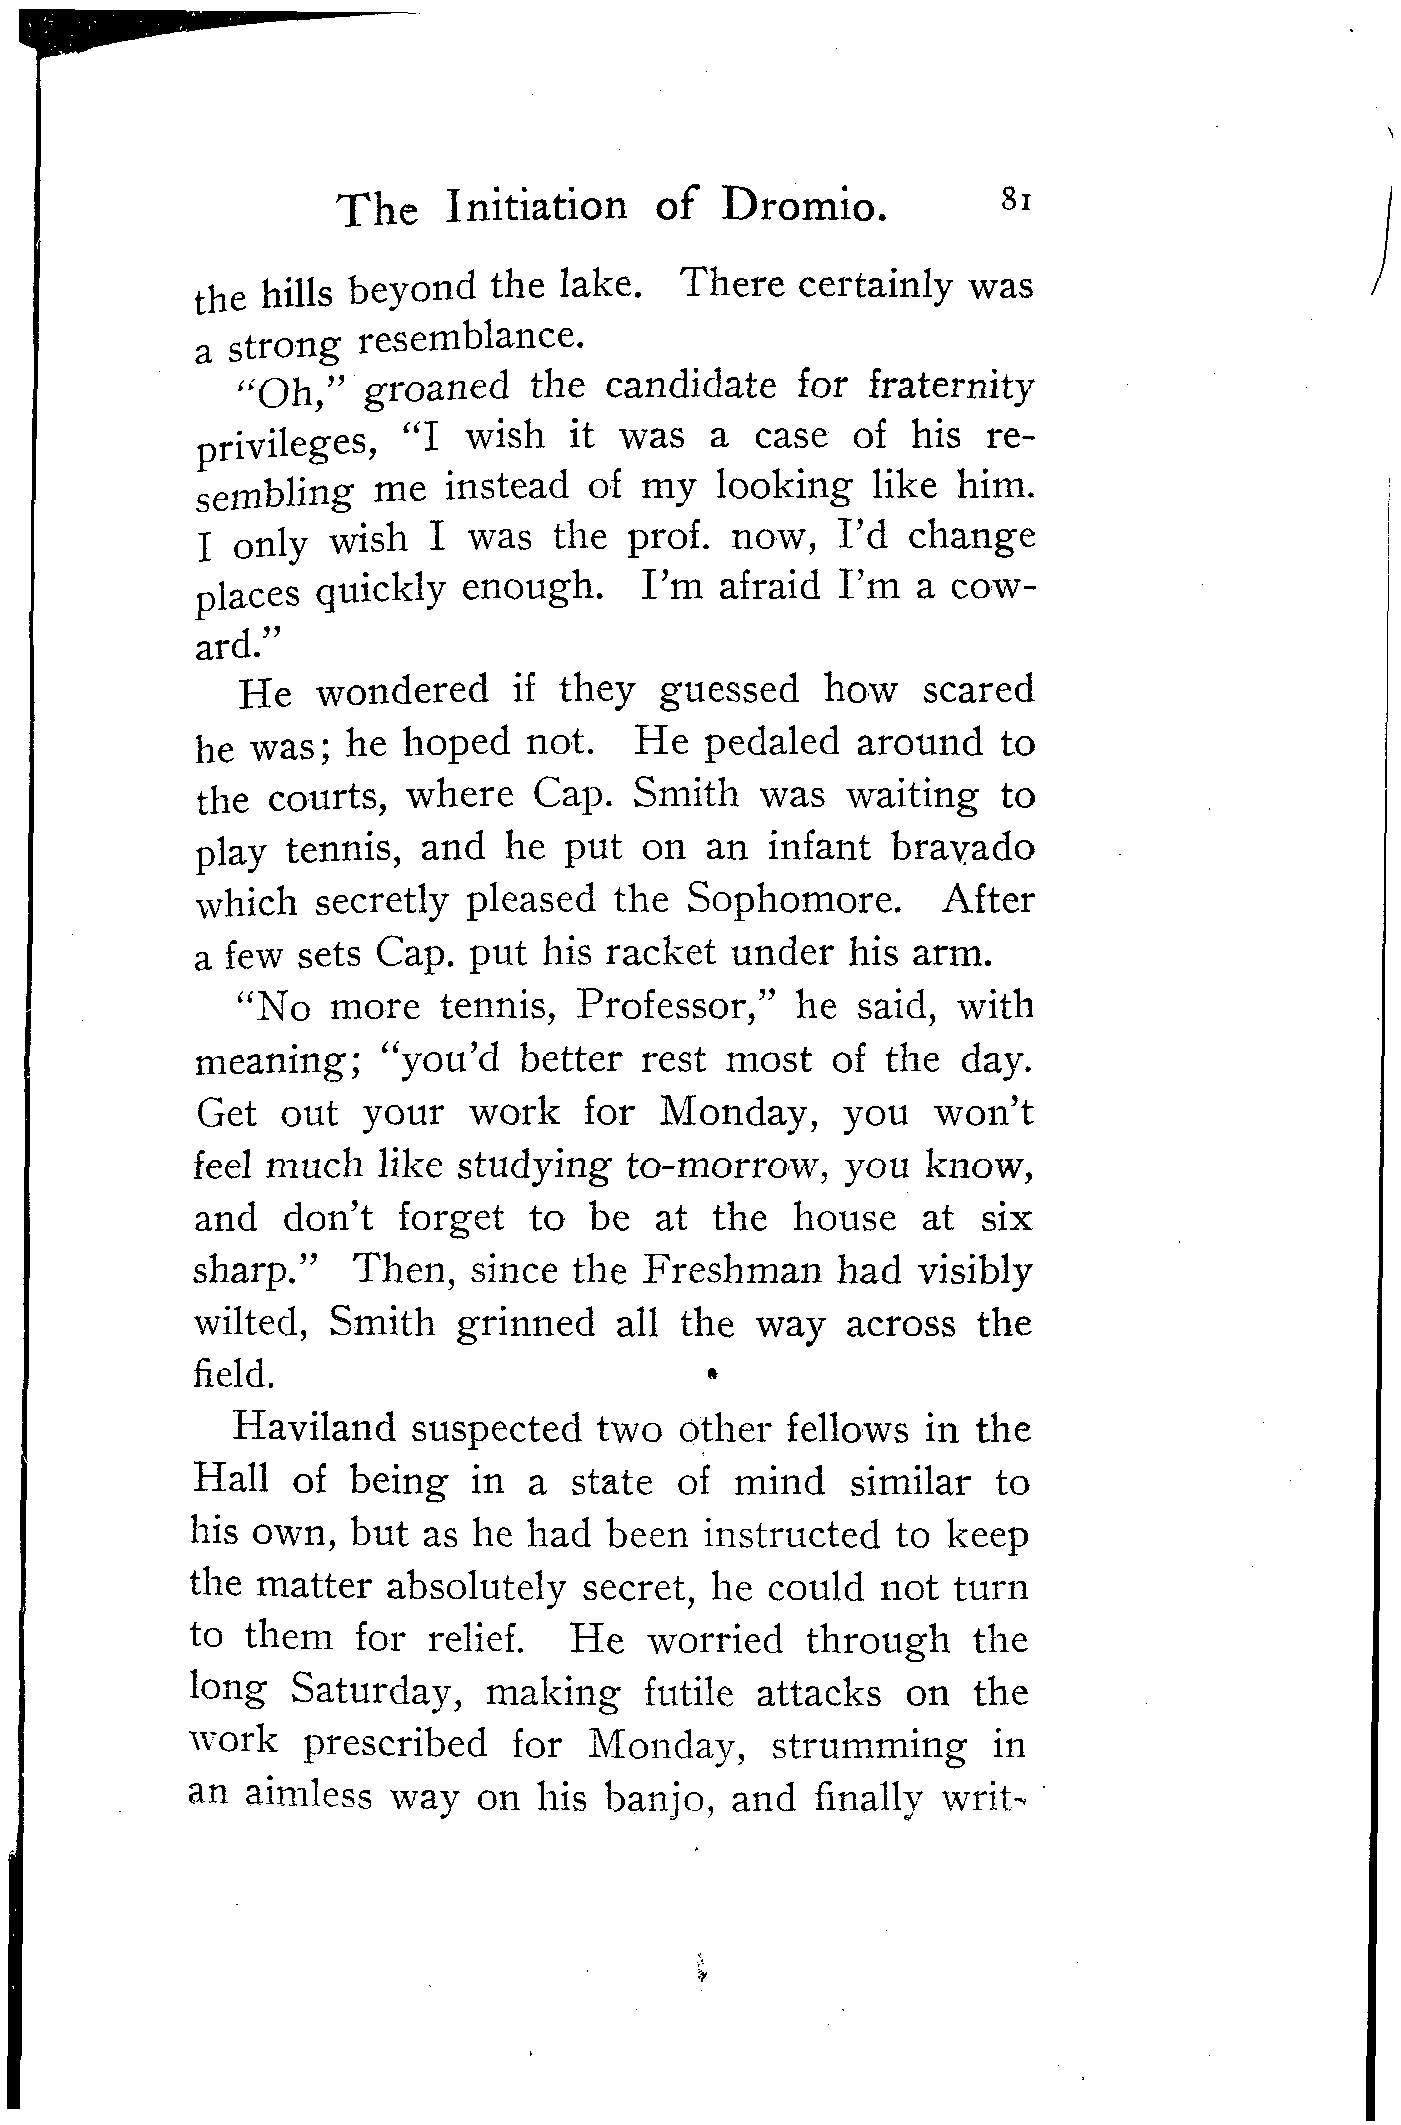 The Initiation of Dromio. 81
the hills beyond the lake. There certainly was
a strong resemblance.
"Oh," groaned the candidate for fraternity
privileges, "I wish it was a case of his re-
sembling me instead of my looking like him.
I only wish I was the prof. now, I'd change
places quickly enough. I'm afraid I'm a cow-
ard."
He wondered if they guessed how scared
he was; he hoped not. He pedaled around to
the courts, where Cap. Smith was waiting to
play tennis, and he put on an infant bravado
which secretly pleased the Sophomore. After
a few sets Cap. put his racket under his arm.
"No more tennis, Professor," he said, with
meaning; "you'd better rest most of the day.
Get out your work for Monday, you won't
feel much like studying to-morrow, you know,
and don't forget to be at the house at six
sharp." Then, since the Freshman had visibly
wilted, Smith grinned all the way across the
field.
Haviland suspected two other fellows in the
Hall of being in a state of mind similar to
his own, but as he had been instructed to keep
the matter absolutely secret, he could not turn
to them for relief. He worried through the
long Saturday, making futile attacks on the
work prescribed for Monday, strumming in
an aimless way on his banjo, and finally writ-